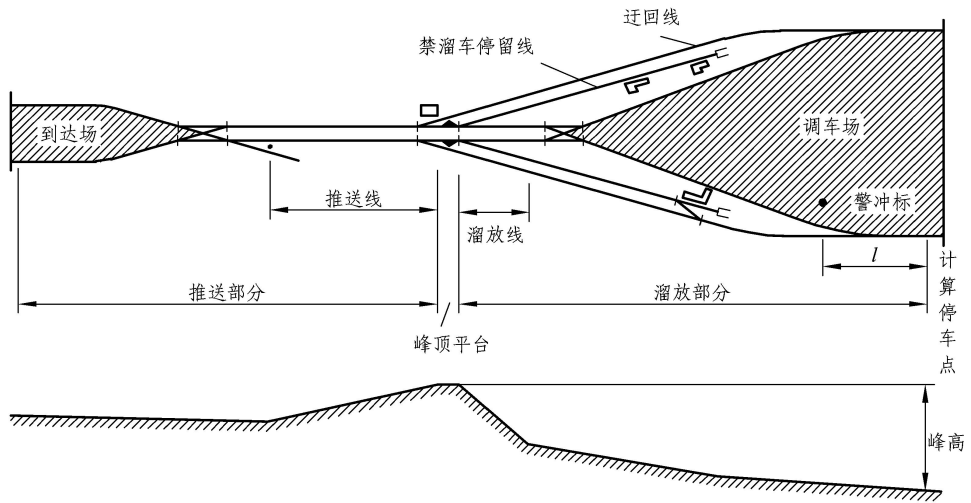 迂回线
禁溜车停留线
到达场
调车场
推送线
溜放线
警冲标
l
推送部分
溜放部分
计算停车点
峰顶平台
峰高